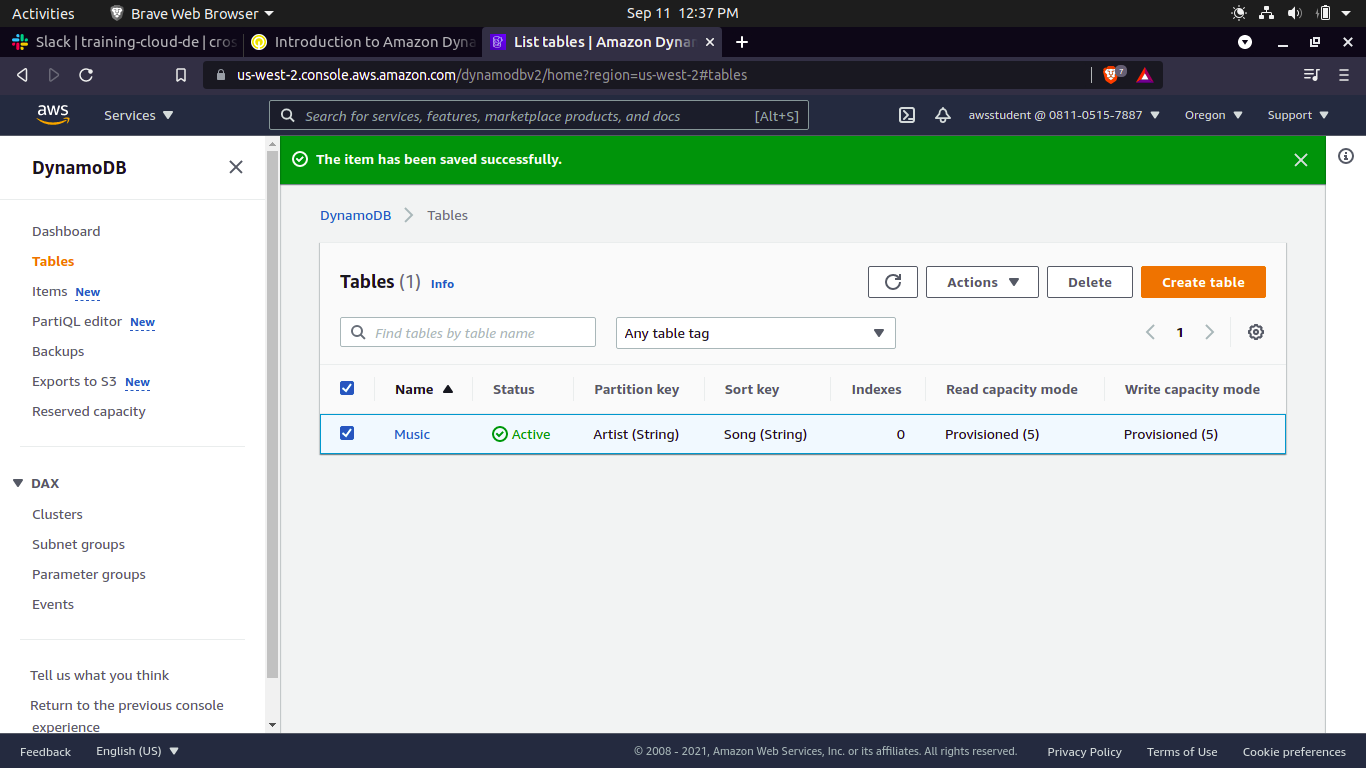 Activities
Brave Web Browser
Sep 11 12:37 PM
Slack | training-cloud-de | cros
Introduction to Amazon Dyna
List tables | Amazon Dynam
us-west-2.console.aws.amazon.com/dynamodbv2/home?region=us-west-2#tables
7
aws
Services
Search for services, features, marketplace products, and docs
[Alt+S]
awsstudent @ 0811-0515-7887
Oregon
Support
DynamoDB
Dashboard
Tables
Items New
PartiQL editor New
Backups
Exports to S3 New
Reserved capacity
DAX
Clusters
Subnet groups
Parameter groups
Events
Tell us what you think
Return to the previous console
experience
The item has been saved successfully.
DynamoDB
Tables
Tables (1) Info
Actions
Delete
Create table
Find tables by table name
Any table tag
1
Name Status Partition key Sort key Indexes Read capacity mode Write capacity mode
Music Active Artist (String) Song (String) 0 Provisioned (5) Provisioned (5)
Feedback
English (US)
© 2008 - 2021, Amazon Web Services, Inc. or its affiliates. All rights reserved.
Privacy Policy
Terms of Use
Cookie preferences